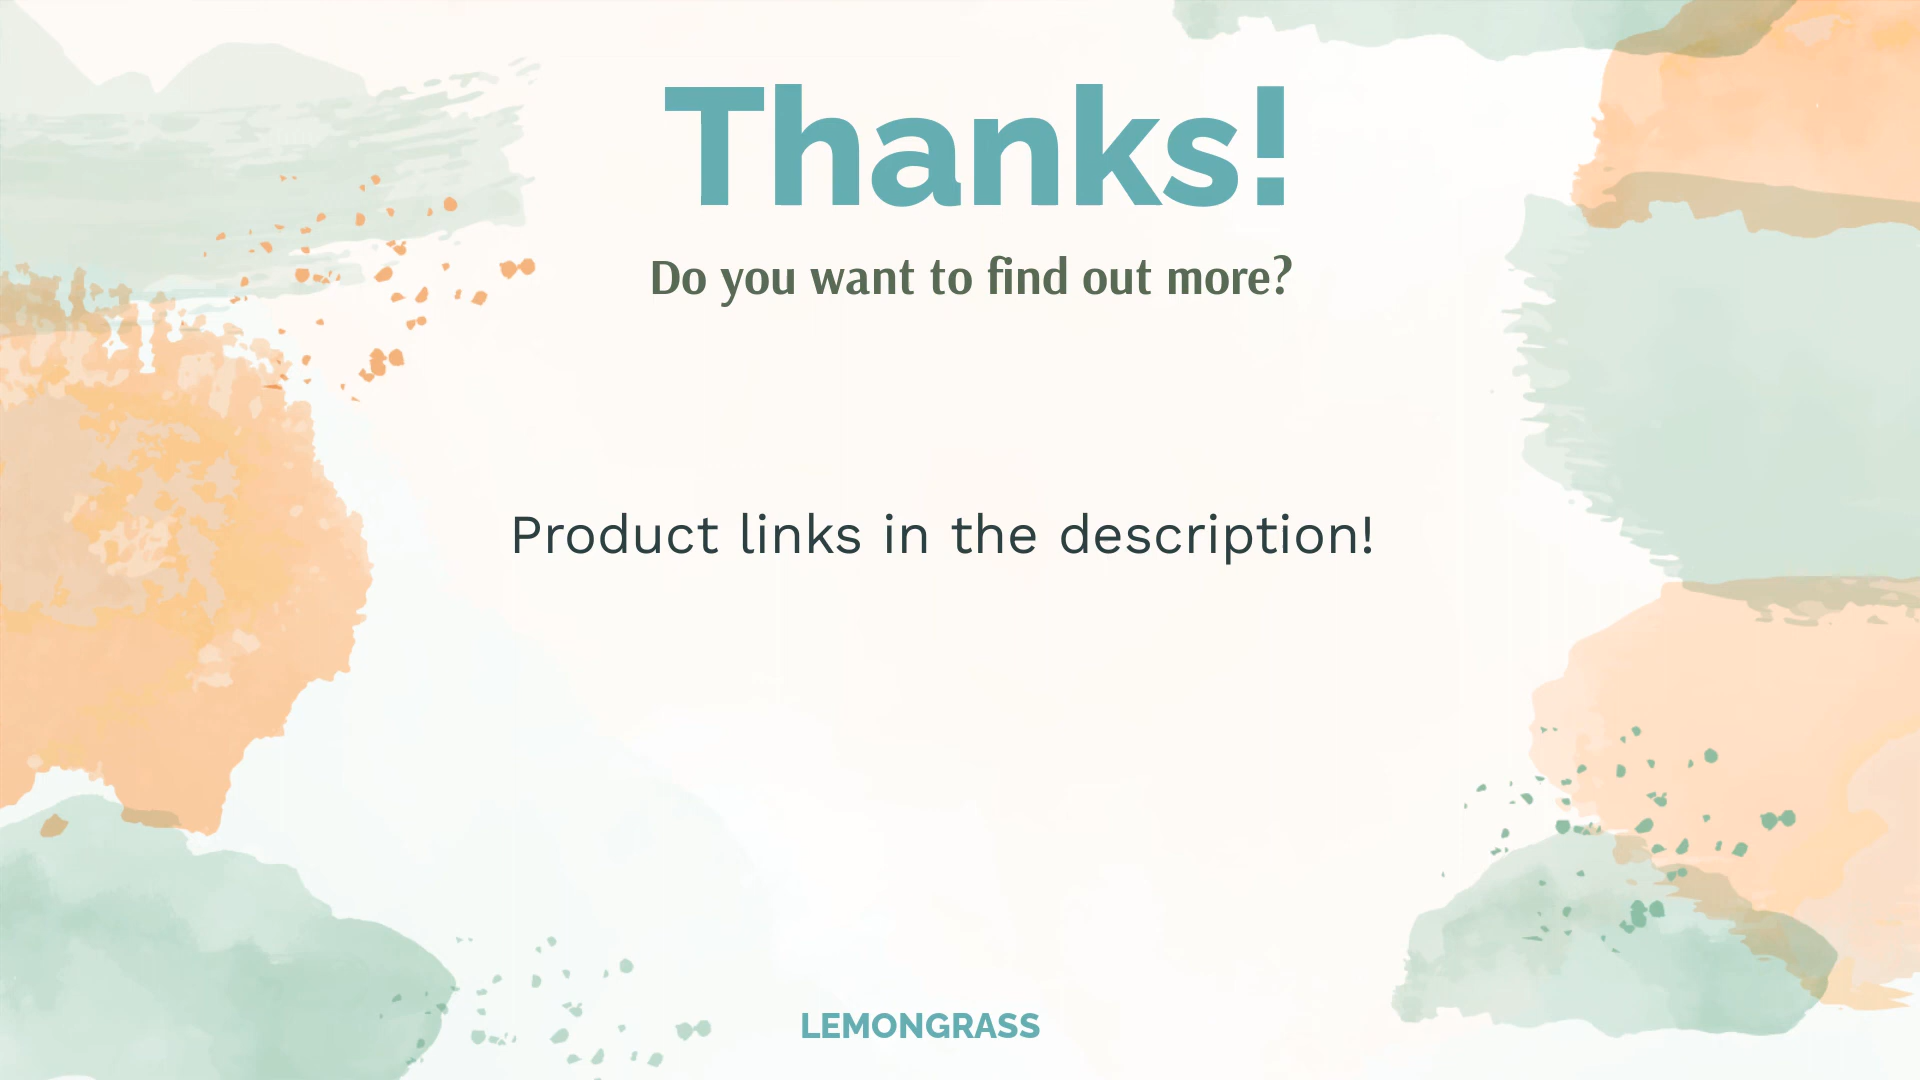 Thanks!
Do you want to find out more?
Product links in the description!
LEMONGRASS